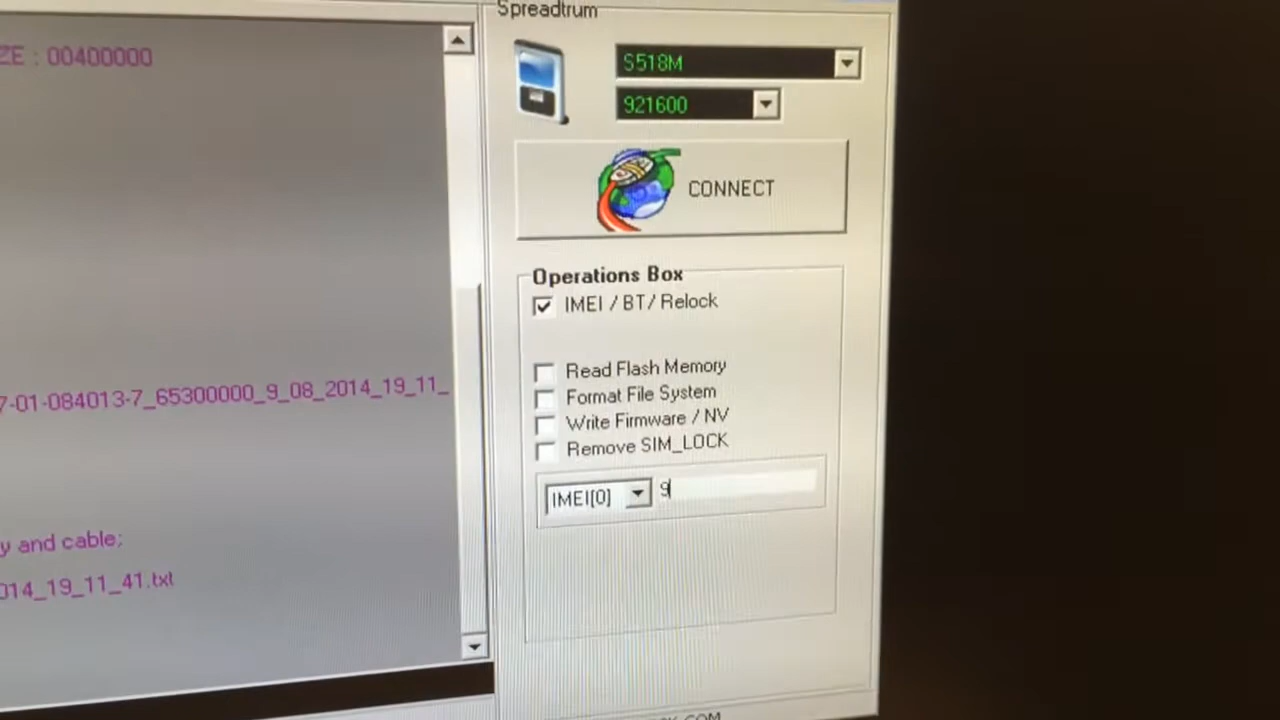 Spreadtrum
ZE : 00400000
S518M
921600
CONNECT
Operations Box
IMEI / BT/ Relock
Read Flash Memory
7-01-084013-7_65300000_9_08_2014_19_11_
Format File System
Write Firmware / NV
Remove SIM_LOCK
IMEI[0]
9
y and cable;
014_19_11_41.txt
.COM